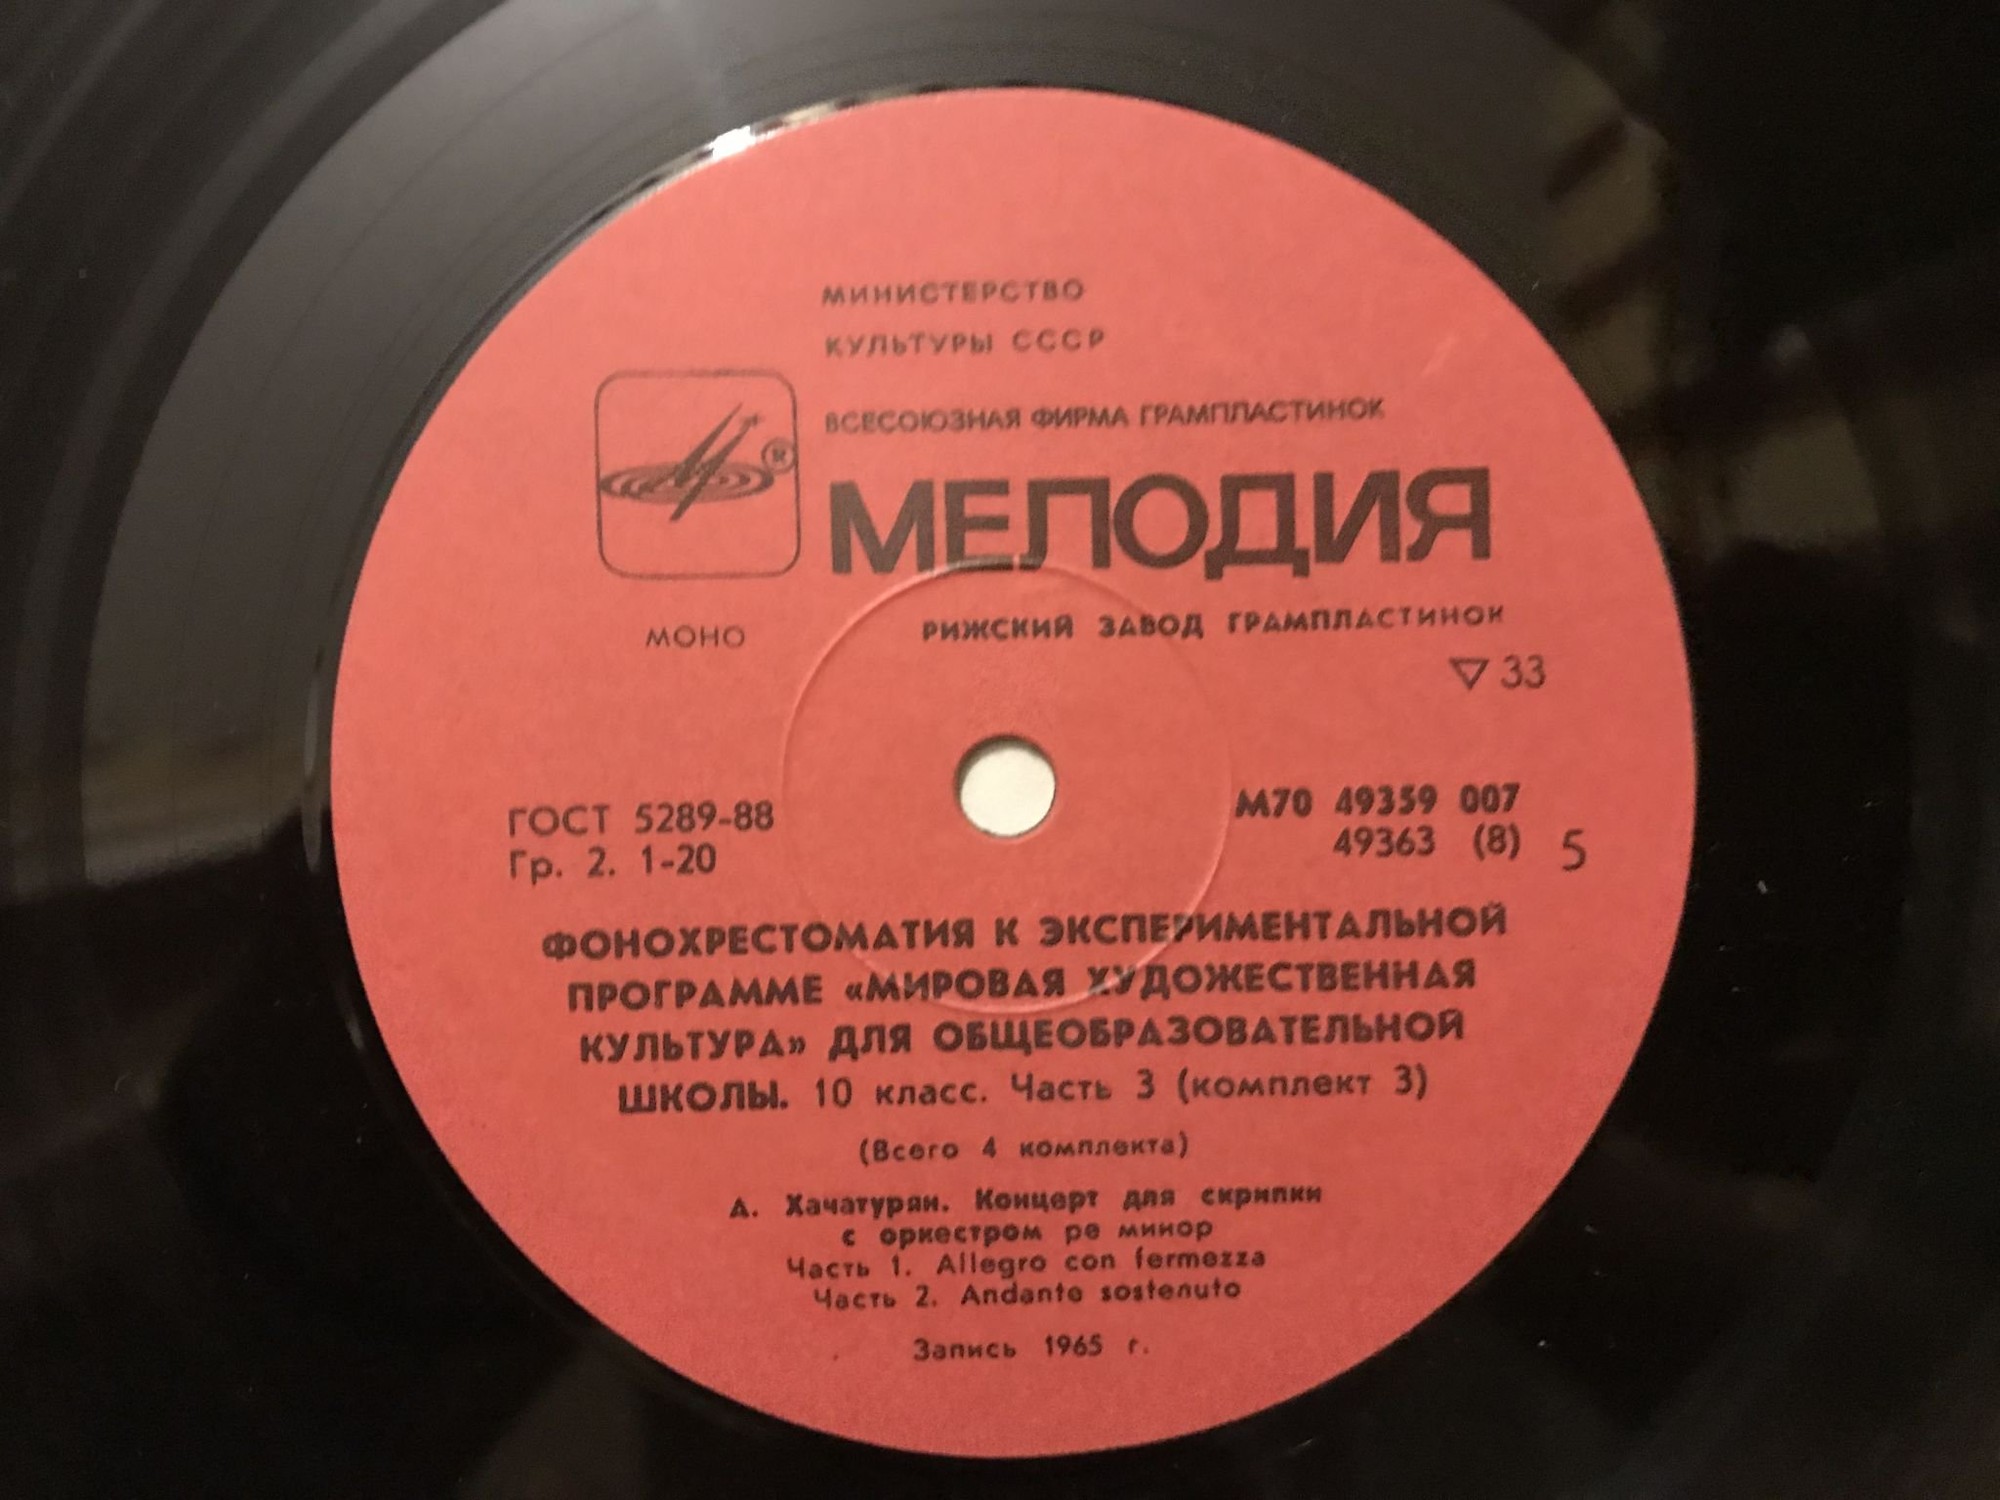 МИНИСТЕРСТВО
КУЛЬТУРЫ СССР
ВСЕСОЮЗНАЯ ФИРМА ГРАМПЛАСТИНОК
®
МЕЛОДИЯ
МОНО
РИЖСКИЙ ЗАВОД ГРАМПЛАСТИНОК
▽ 33
ГОСТ 5289-88
Гр. 2. 1-20
М70 49359 007
49363 (8) 5
ФОНОХРЕСТОМАТИЯ К ЭКСПЕРИМЕНТАЛЬНОЙ
ПРОГРАММЕ «МИРОВАЯ ХУДОЖЕСТВЕННАЯ
КУЛЬТУРА» ДЛЯ ОБЩЕОБРАЗОВАТЕЛЬНОЙ
ШКОЛЫ. 10 класс. Часть 3 (комплект 3)
(Всего 4 комплекта)
А. Хачатурян. Концерт для скрипки
с оркестром ре минор
Часть 1. Allegro con fermezza
Часть 2. Andante sostenuto
Запись 1965 г.